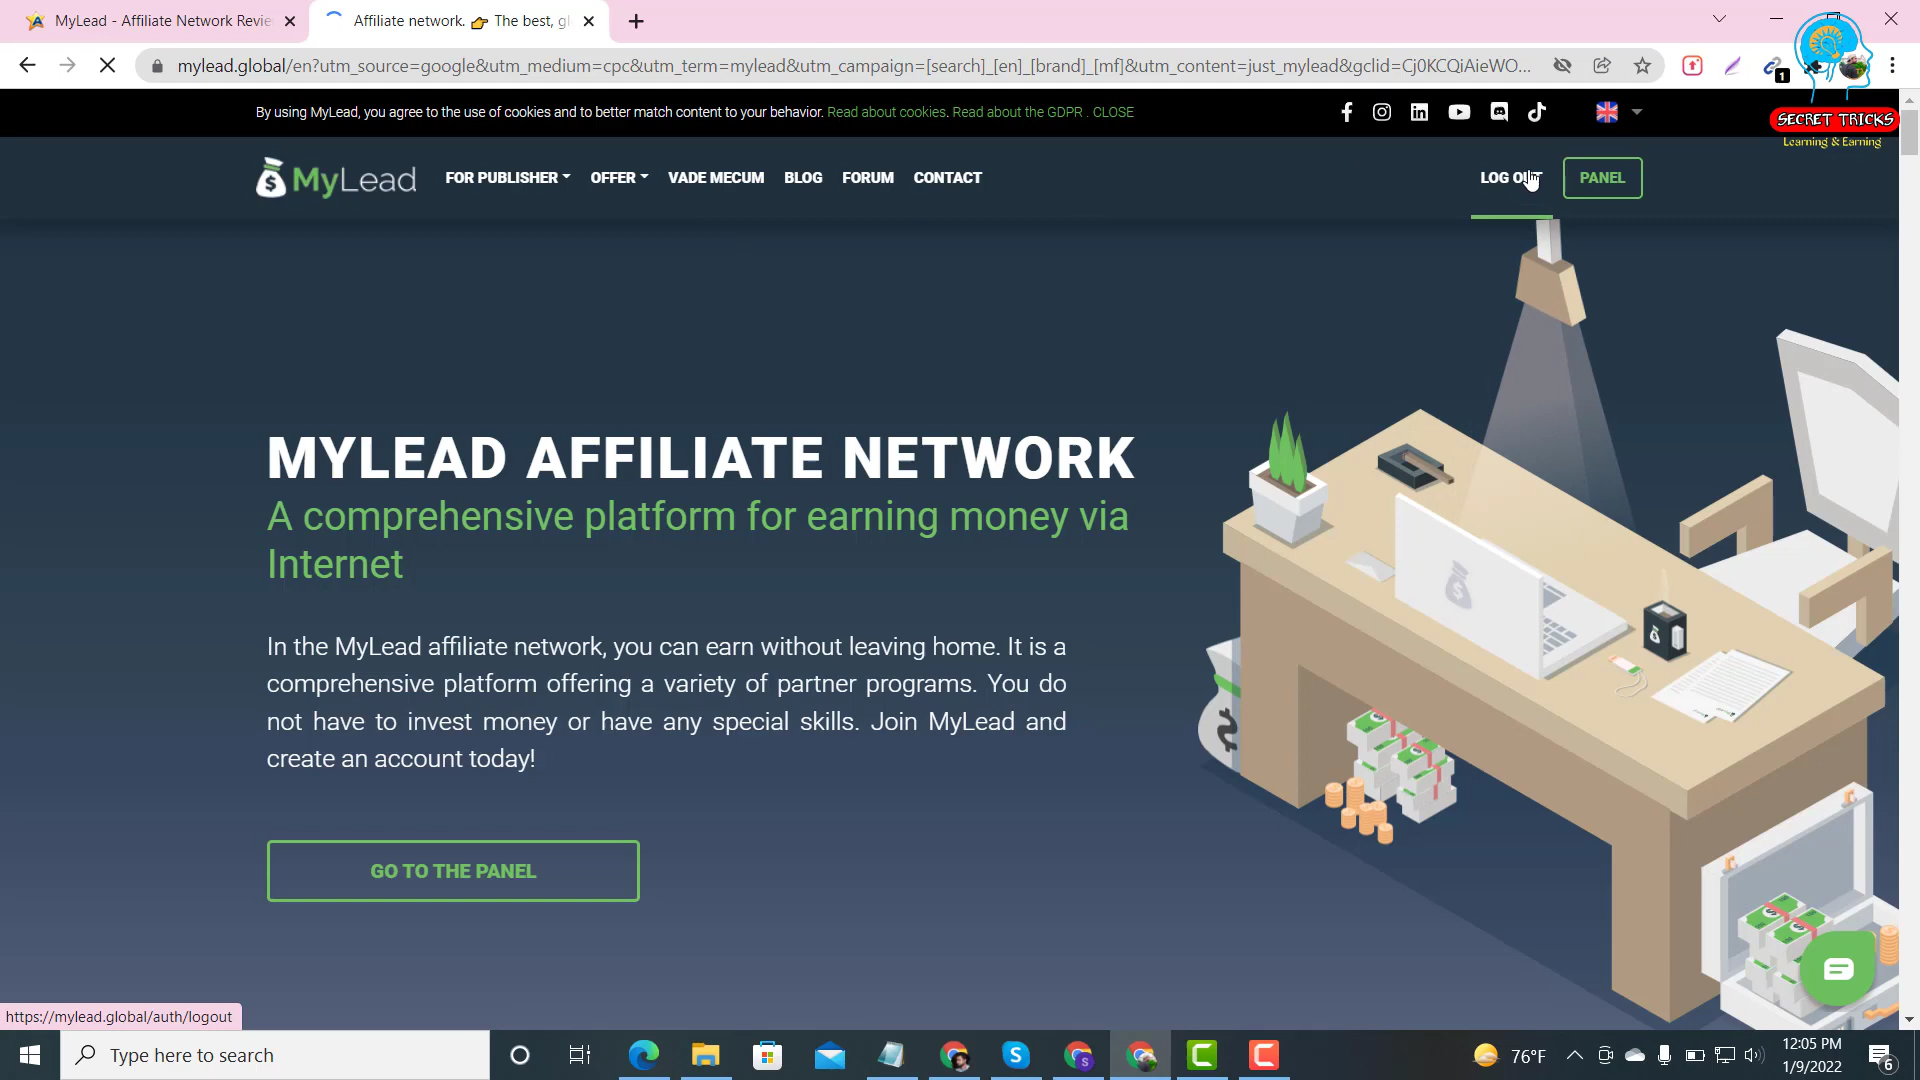 MyLead - Affiliate Network Revie
Affiliate network. 👉 The best, gl
mylead.global/en?utm_source=google&utm_medium=cpc&utm_term=mylead&utm_campaign=[search]_[en]_[brand]_[mf]&utm_content=just_mylead&gclid=Cj0KCQiAieWO...
1
By using MyLead, you agree to the use of cookies and to better match content to your behavior. Read about cookies. Read about the GDPR . CLOSE
SECRET TRICKS
Learning & Earning
MyLead
FOR PUBLISHER OFFER VADE MECUM BLOG FORUM CONTACT
LOG OUT PANEL
MYLEAD AFFILIATE NETWORK
A comprehensive platform for earning money via
Internet
In the MyLead affiliate network, you can earn without leaving home. It is a
comprehensive platform offering a variety of partner programs. You do
not have to invest money or have any special skills. Join MyLead and
create an account today!
GO TO THE PANEL
https://mylead.global/auth/logout
Type here to search
76°F
12:05 PM
1/9/2022
6